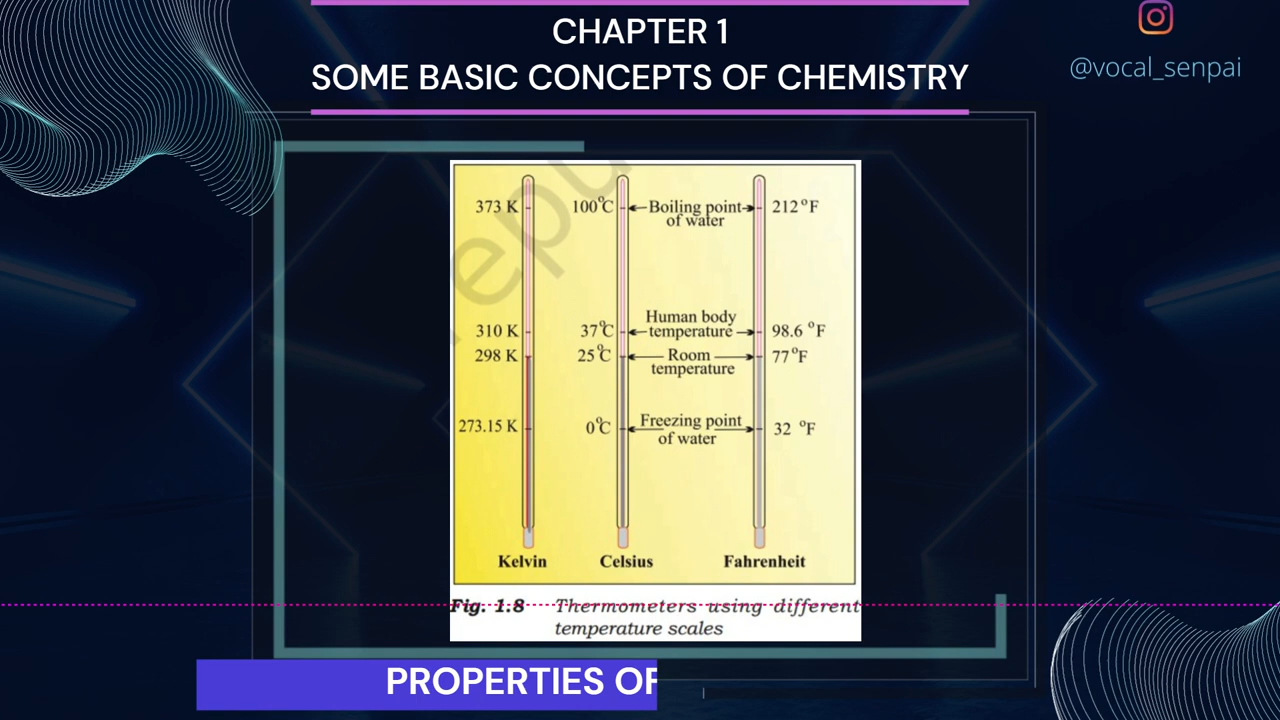 CHAPTER 1
SOME BASIC CONCEPTS OF CHEMISTRY
@vocal_senpai
373 K
100°C
Boiling point
of water
212°F
310 K
37°C
Human body
temperature
98.6 °F
298 K
25°C
Room
temperature
77°F
273.15 K
0°C
Freezing point
of water
32 °F
Kelvin
Celsius
Fahrenheit
Fig. 1.8 Thermometers using different
temperature scales
PROPERTIES OF